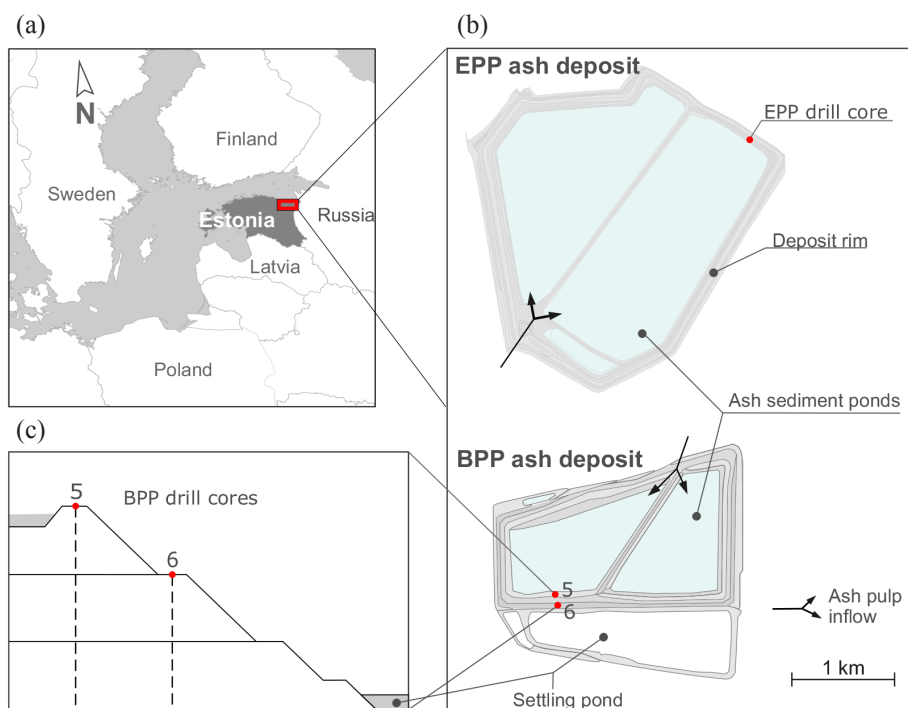 (a)
N
Finland
Sweden
Estonia
Russia
Latvia
Poland
(b)
EPP ash deposit
EPP drill core
Deposit rim
Ash sediment ponds
BPP ash deposit
5
6
Ash pulp
inflow
1 km
Settling pond
(c)
BPP drill cores
5
6